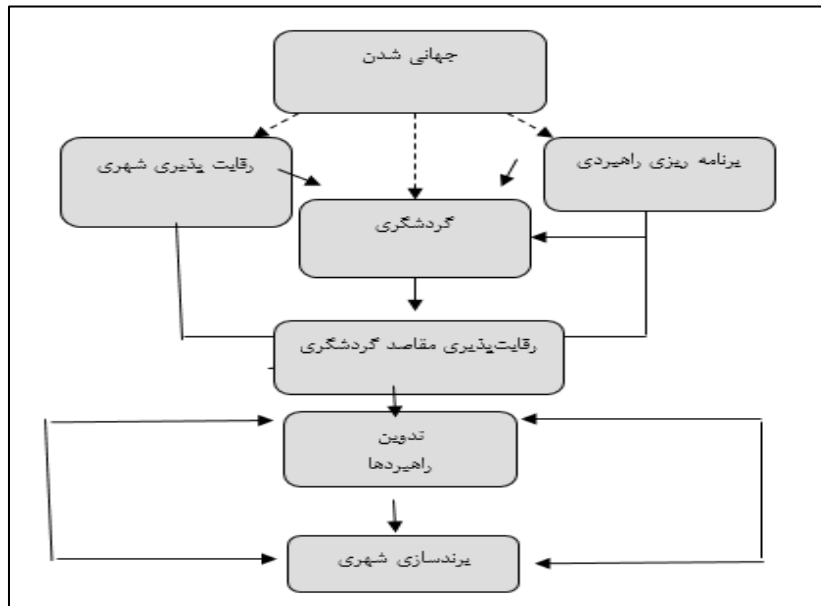 جهانی شدن
رقابت پذیری شهری
برنامه ریزی راهبردی
گردشگری
رقابت‌پذیری مقاصد گردشگری
تدوین
راهبردها
برندسازی شهری